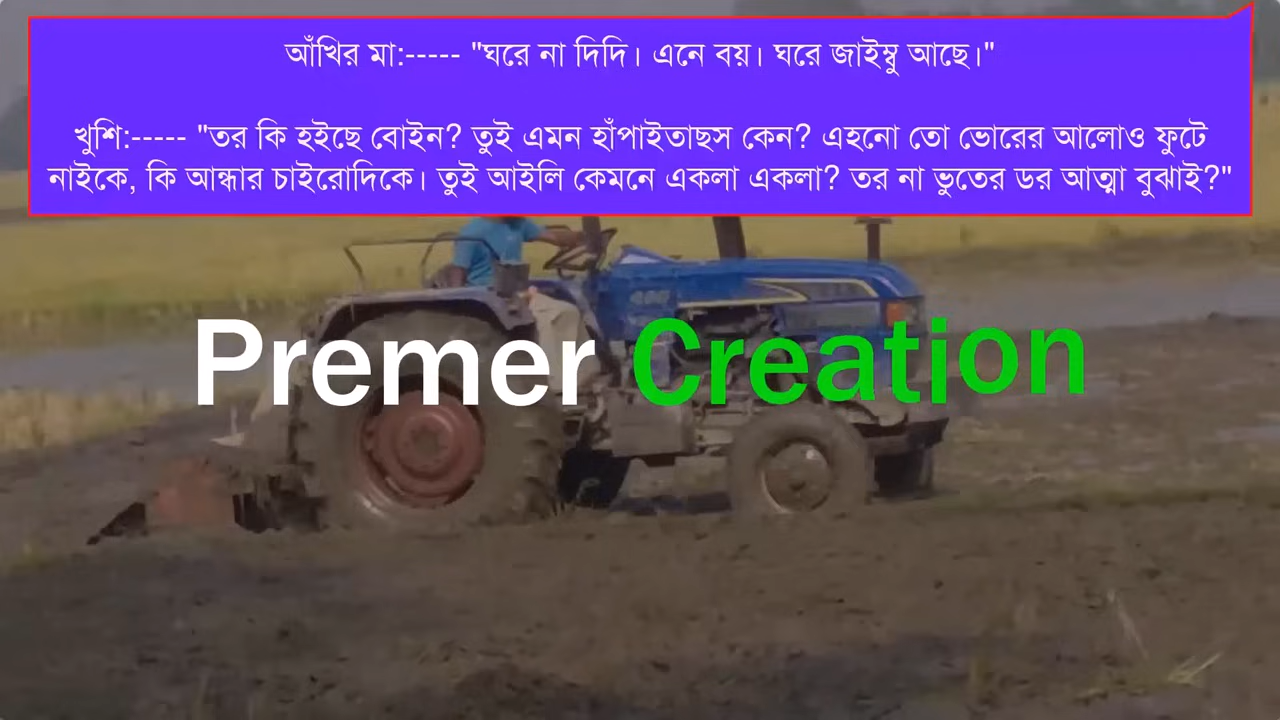 আঁখির মা:----- "ঘরে না দিদি। এনে বয়। ঘরে জাইম্বু আছে।"
খুশি:----- "তর কি হইছে বোইন? তুই এমন হাঁপাইতাছস কেন? এহনো তো ভোরের আলোও ফুটে
নাইকে, কি আন্ধার চাইরোদিকে। তুই আইলি কেমনে একলা একলা? তর না ভুতের ডর আত্মা বুঝাই?"
Premer Creation